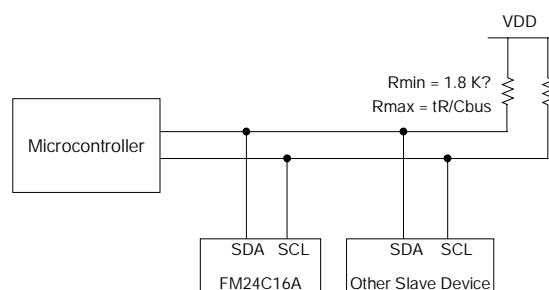 VDD
Rmin = 1.8 K?
Rmax = tR/Cbus
Microcontroller
SDA SCL
SDA SCL
FM24C16A
Other Slave Device